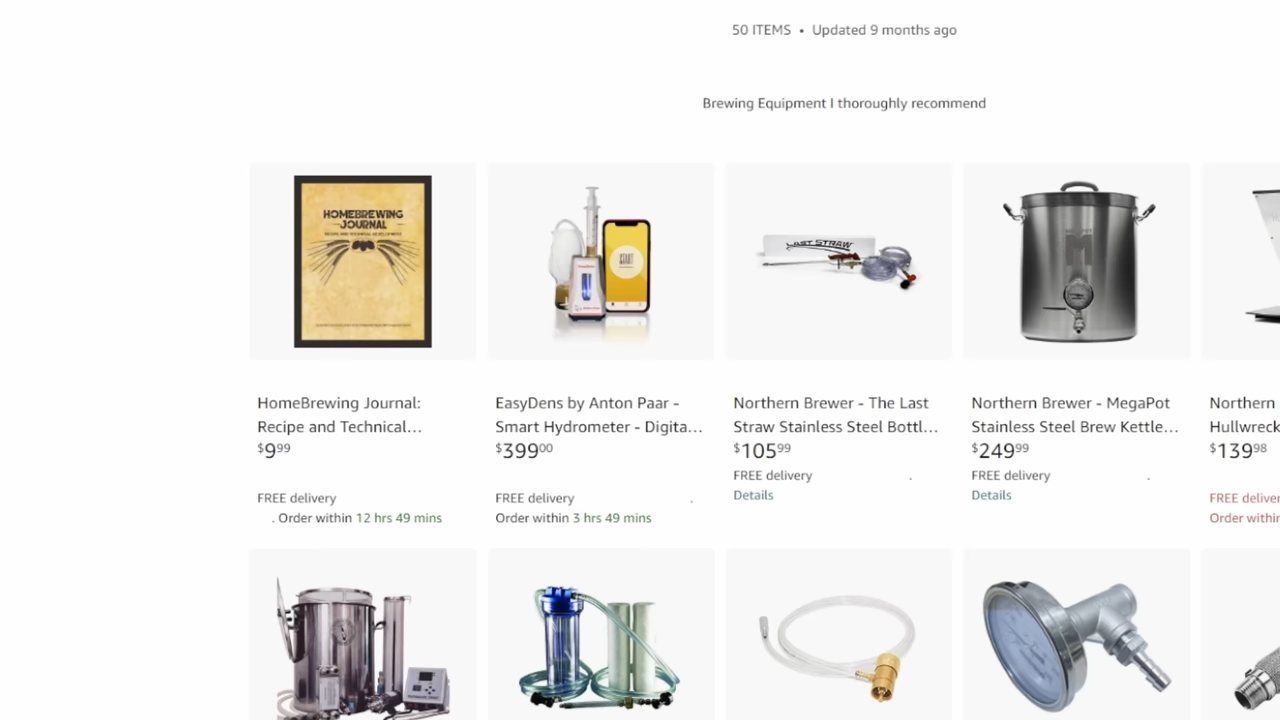 50 ITEMS • Updated 9 months ago
Brewing Equipment I thoroughly recommend
HOMEBREWING
JOURNAL
START
LAST STRAW
HomeBrewing Journal:
Recipe and Technical...
$9.99
FREE delivery
. Order within 12 hrs 49 mins
EasyDens by Anton Paar -
Smart Hydrometer - Digita...
$399.00
FREE delivery .
Order within 3 hrs 49 mins
Northern Brewer - The Last
Straw Stainless Steel Bottl...
$105.99
FREE delivery .
Details
Northern Brewer - MegaPot
Stainless Steel Brew Kettle...
$249.99
FREE delivery .
Details
Northern
Hullwreck
$139.98
FREE deliver
Order within